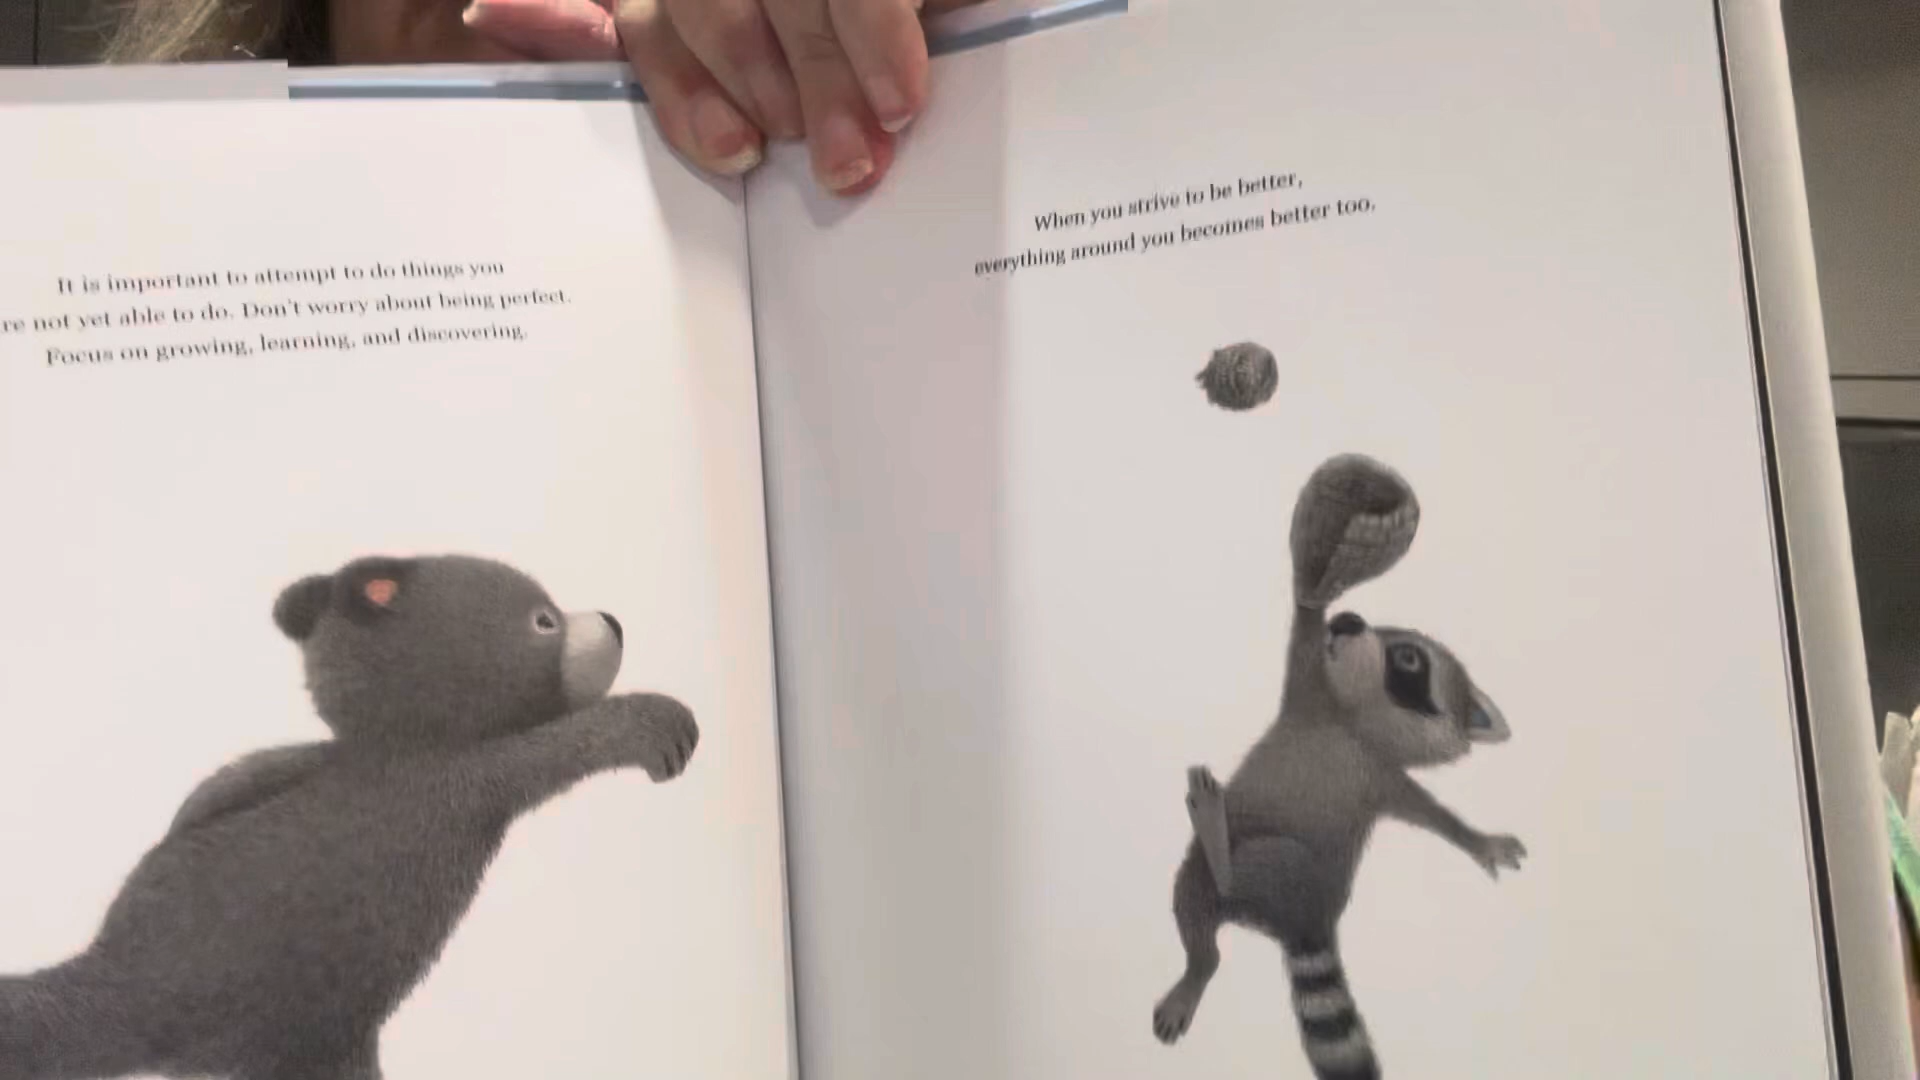 It is important to attempt to do things you
re not yet able to do. Don't worry about being perfect.
Focus on growing, learning, and discovering.
When you strive to be better,
everything around you becomes better too.